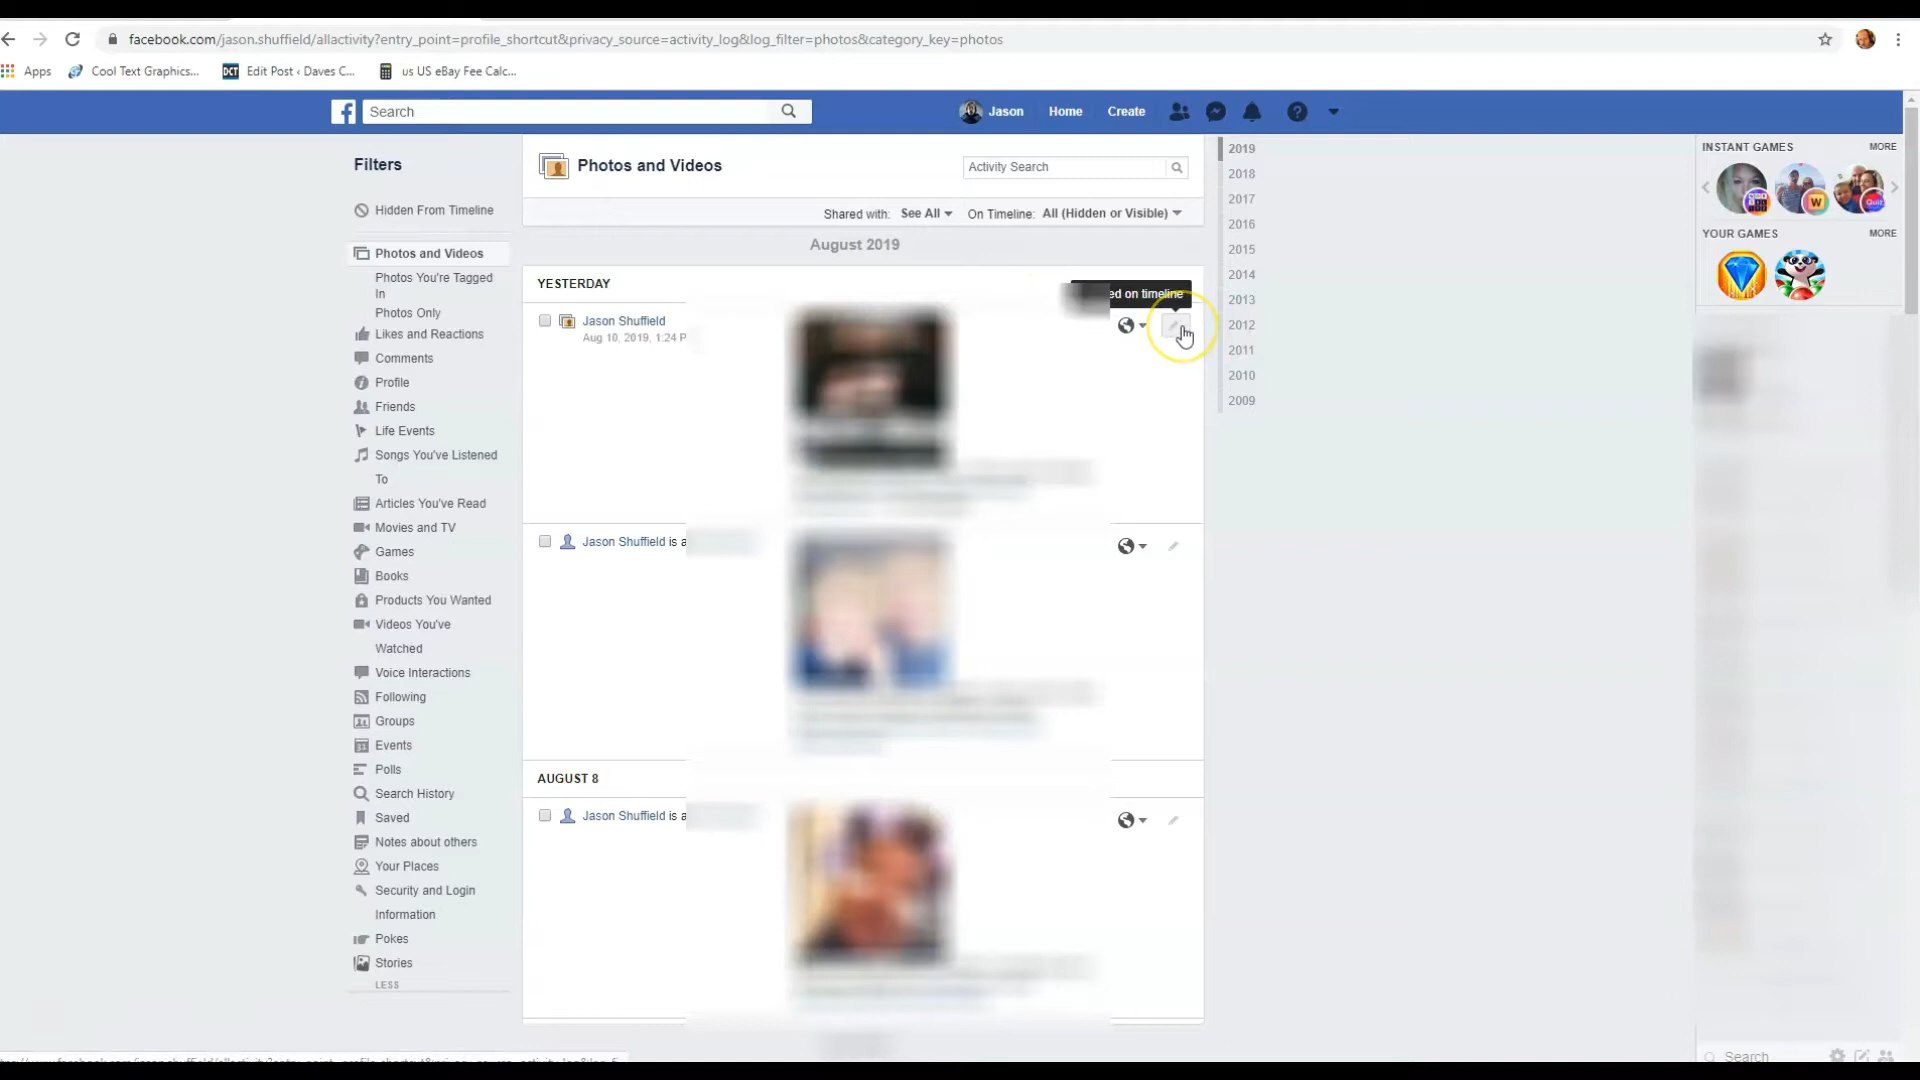 facebook.com/jason.shuffield/allactivity?entry_point=profile_shortcut&privacy_source=activity_log&log_filter=photos&category_key=photos
Apps
Cool Text Graphics...
DCT
Edit Post ‹ Daves C...
us US eBay Fee Calc...
Search
Jason
Home
Create
Filters
Hidden From Timeline
Photos and Videos
Photos You're Tagged
In
Photos Only
Likes and Reactions
Comments
Profile
Friends
Life Events
Songs You've Listened
To
Articles You've Read
Movies and TV
Games
Books
Products You Wanted
Videos You've
Watched
Voice Interactions
Following
Groups
Events
Polls
Search History
Saved
Notes about others
Your Places
Security and Login
Information
Pokes
Stories
LESS
Photos and Videos
Activity Search
Shared with: See All
On Timeline: All (Hidden or Visible)
August 2019
YESTERDAY
on timeline
Jason Shuffield
Aug 10, 2019, 1:24 P
Jason Shuffield is a
AUGUST 8
Jason Shuffield is a
2019
2018
2017
2016
2015
2014
2013
2012
2011
2010
2009
INSTANT GAMES
MORE
W
QUIZ
YOUR GAMES
MORE
Search